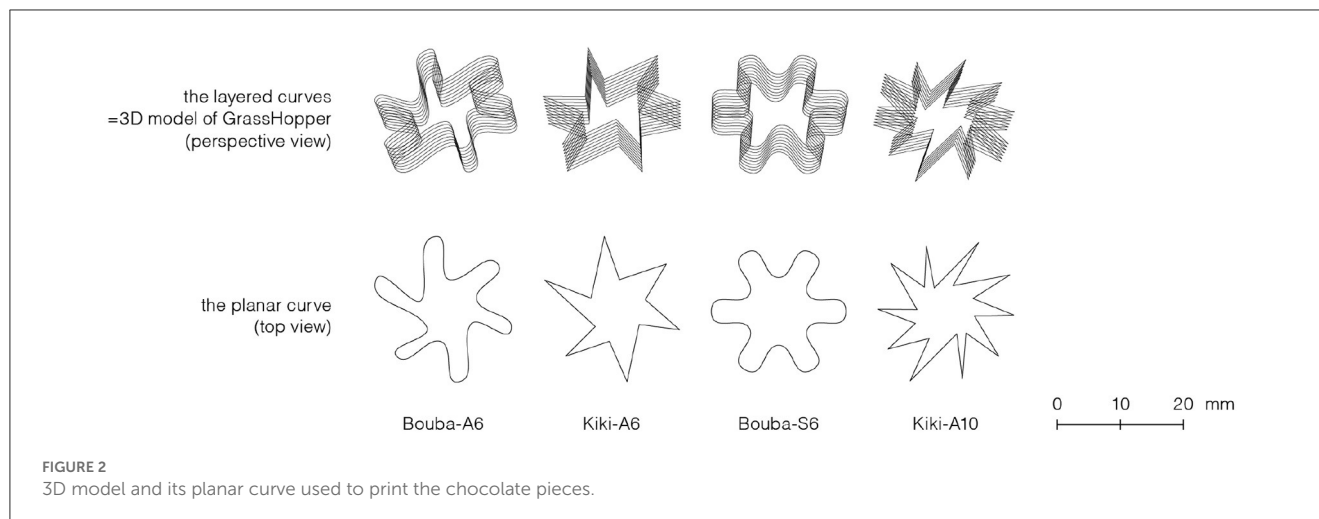 the layered curves
=3D model of GrassHopper
(perspective view)
the planar curve
(top view)
Bouba-A6 Kiki-A6 Bouba-S6 Kiki-A10
0 10 20 mm
FIGURE 2
3D model and its planar curve used to print the chocolate pieces.